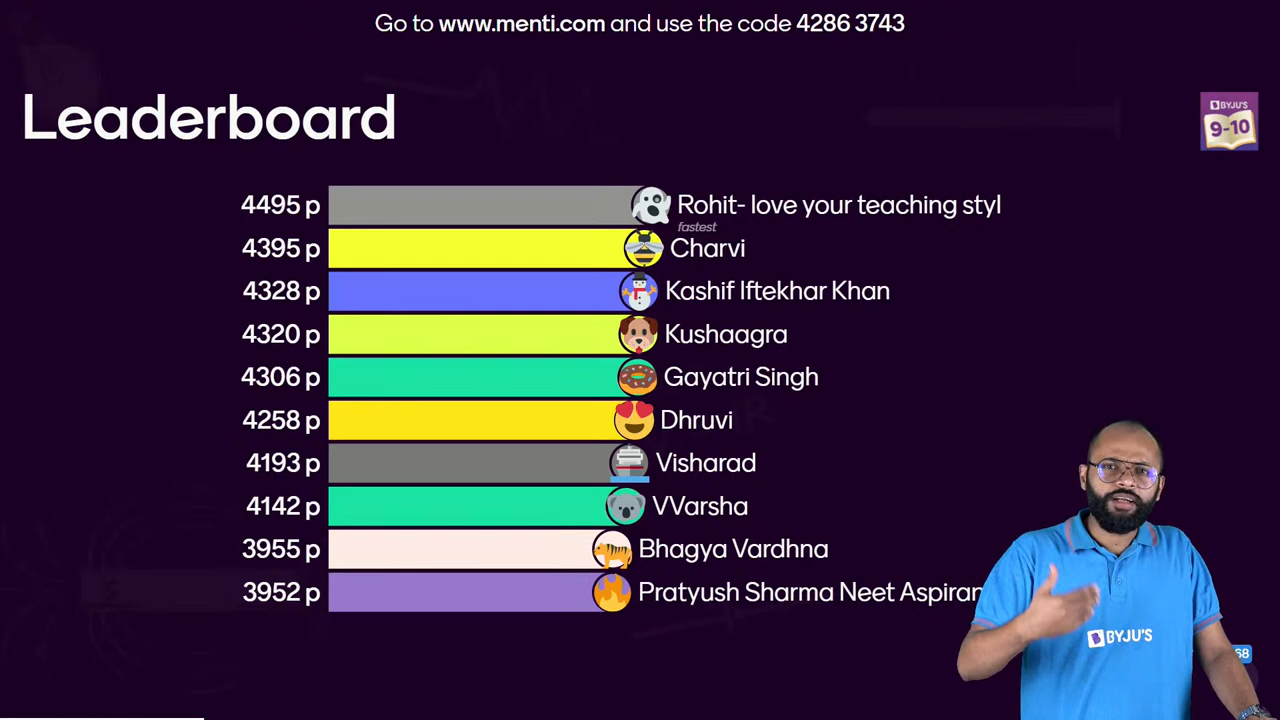 Go to www.menti.com and use the code 4286 3743
Leaderboard
BYJU'S
9-10
4495 p Rohit- love your teaching styl
fastest
4395 p Charvi
4328 p Kashif Iftekhar Khan
4320 p Kushaagra
4306 p Gayatri Singh
4258 p Dhruvi
4193 p Visharad
4142 p VVarsha
3955 p Bhagya Vardhna
3952 p Pratyush Sharma Neet Aspiran
BYJU'S
68